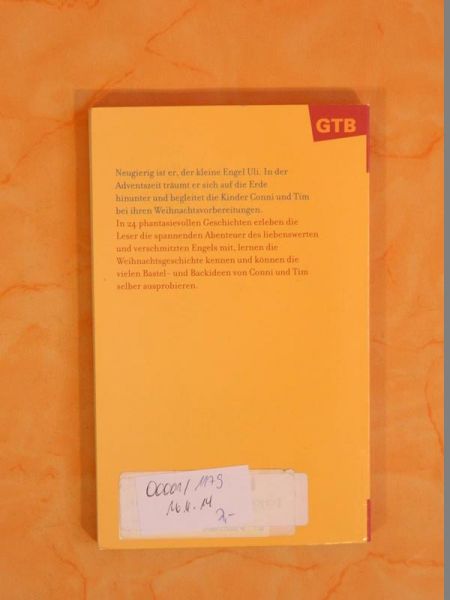 GTB
Neugierig ist er, der kleine Engel Uli. In der
Adventszeit träumt er sich auf die Erde
hinunter und begleitet die Kinder Conni und Tim
bei ihren Weihnachtsvorbereitungen.
In 24 phantasievollen Geschichten erleben die
Leser die spannenden Abenteuer des liebenswerten
und verschmitzten Engels mit, lernen die
Weihnachtsgeschichte kennen und können die
vielen Bastel- und Backideen von Conni und Tim
selber ausprobieren.
00001/ 1179
16.11.14
2,-